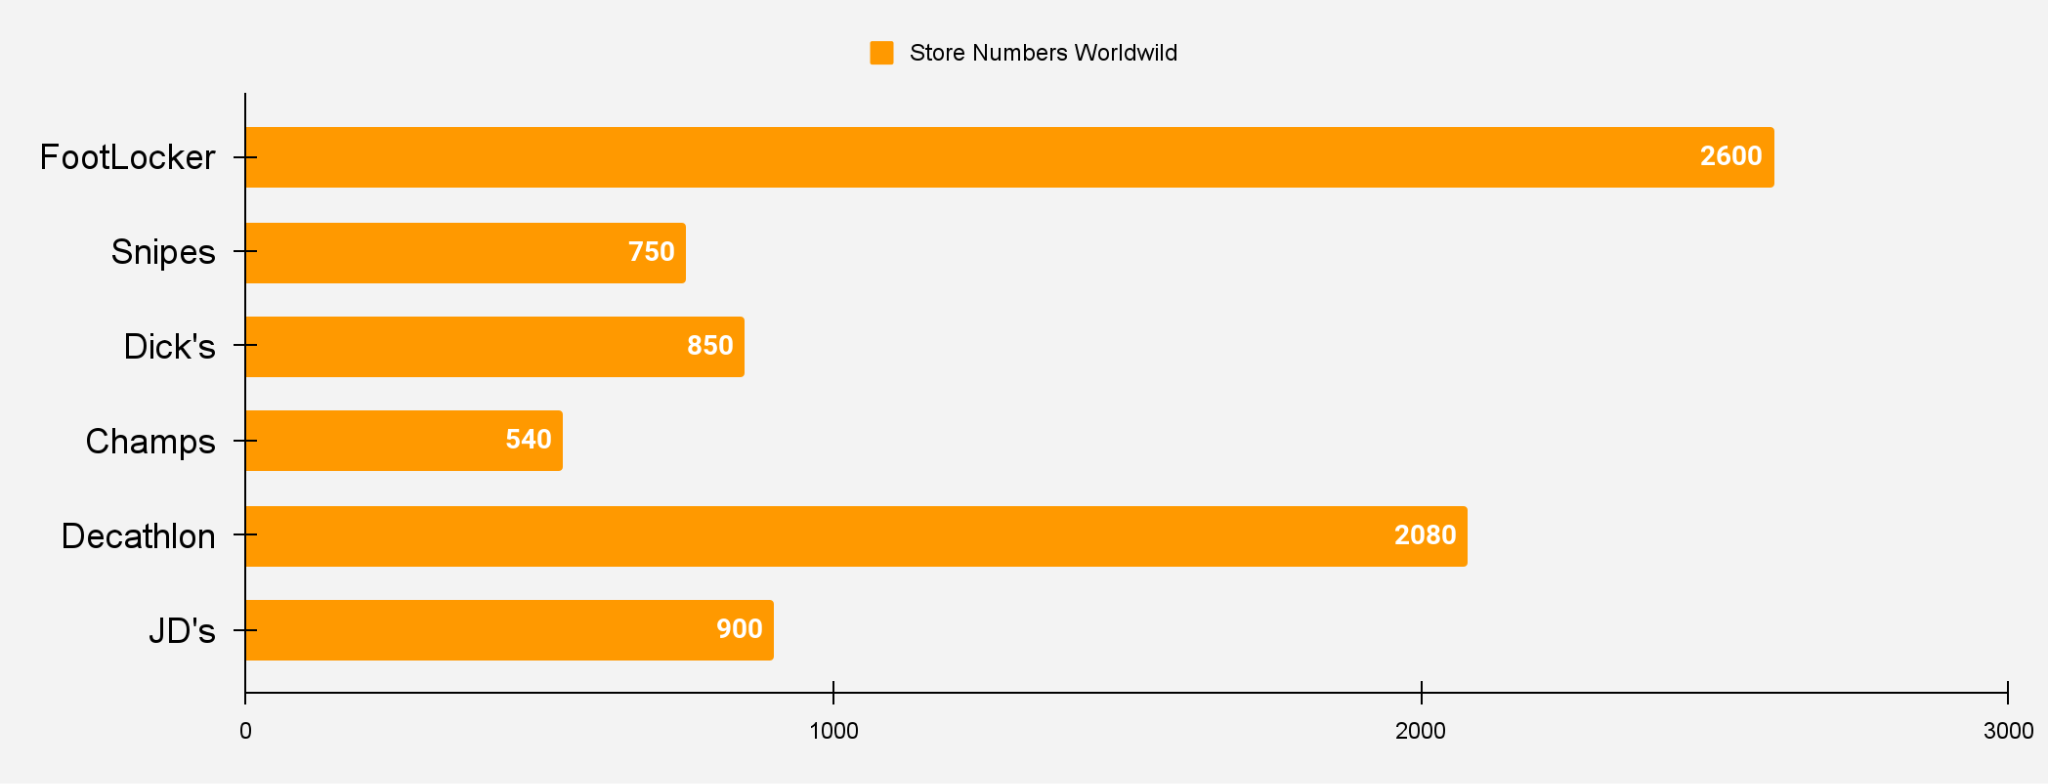 Store Numbers Worldwild
FootLocker 2600
Snipes 750
Dick's 850
Champs 540
Decathlon 2080
JD's 900
0 1000 2000 3000